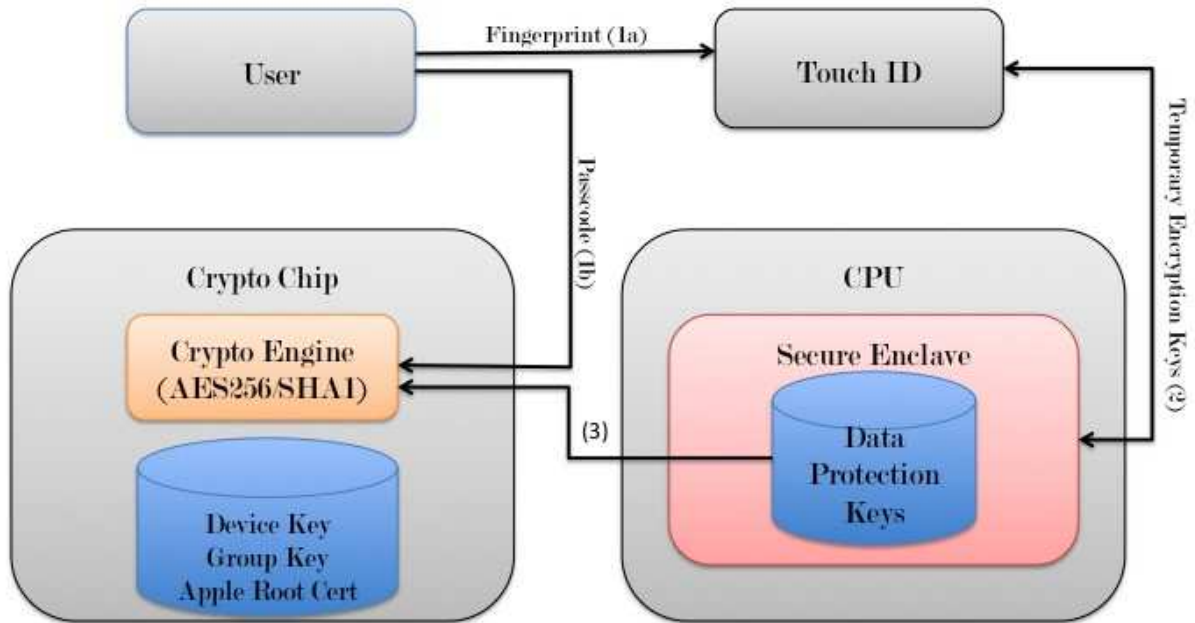 User
Fingerprint (1a)
Touch ID
Passcode (1b)
Temporary Encryption Keys (2)
Crypto Chip
Crypto Engine
(AES256/SHA1)
Device Key
Group Key
Apple Root Cert
(3)
CPU
Secure Enclave
Data
Protection
Keys